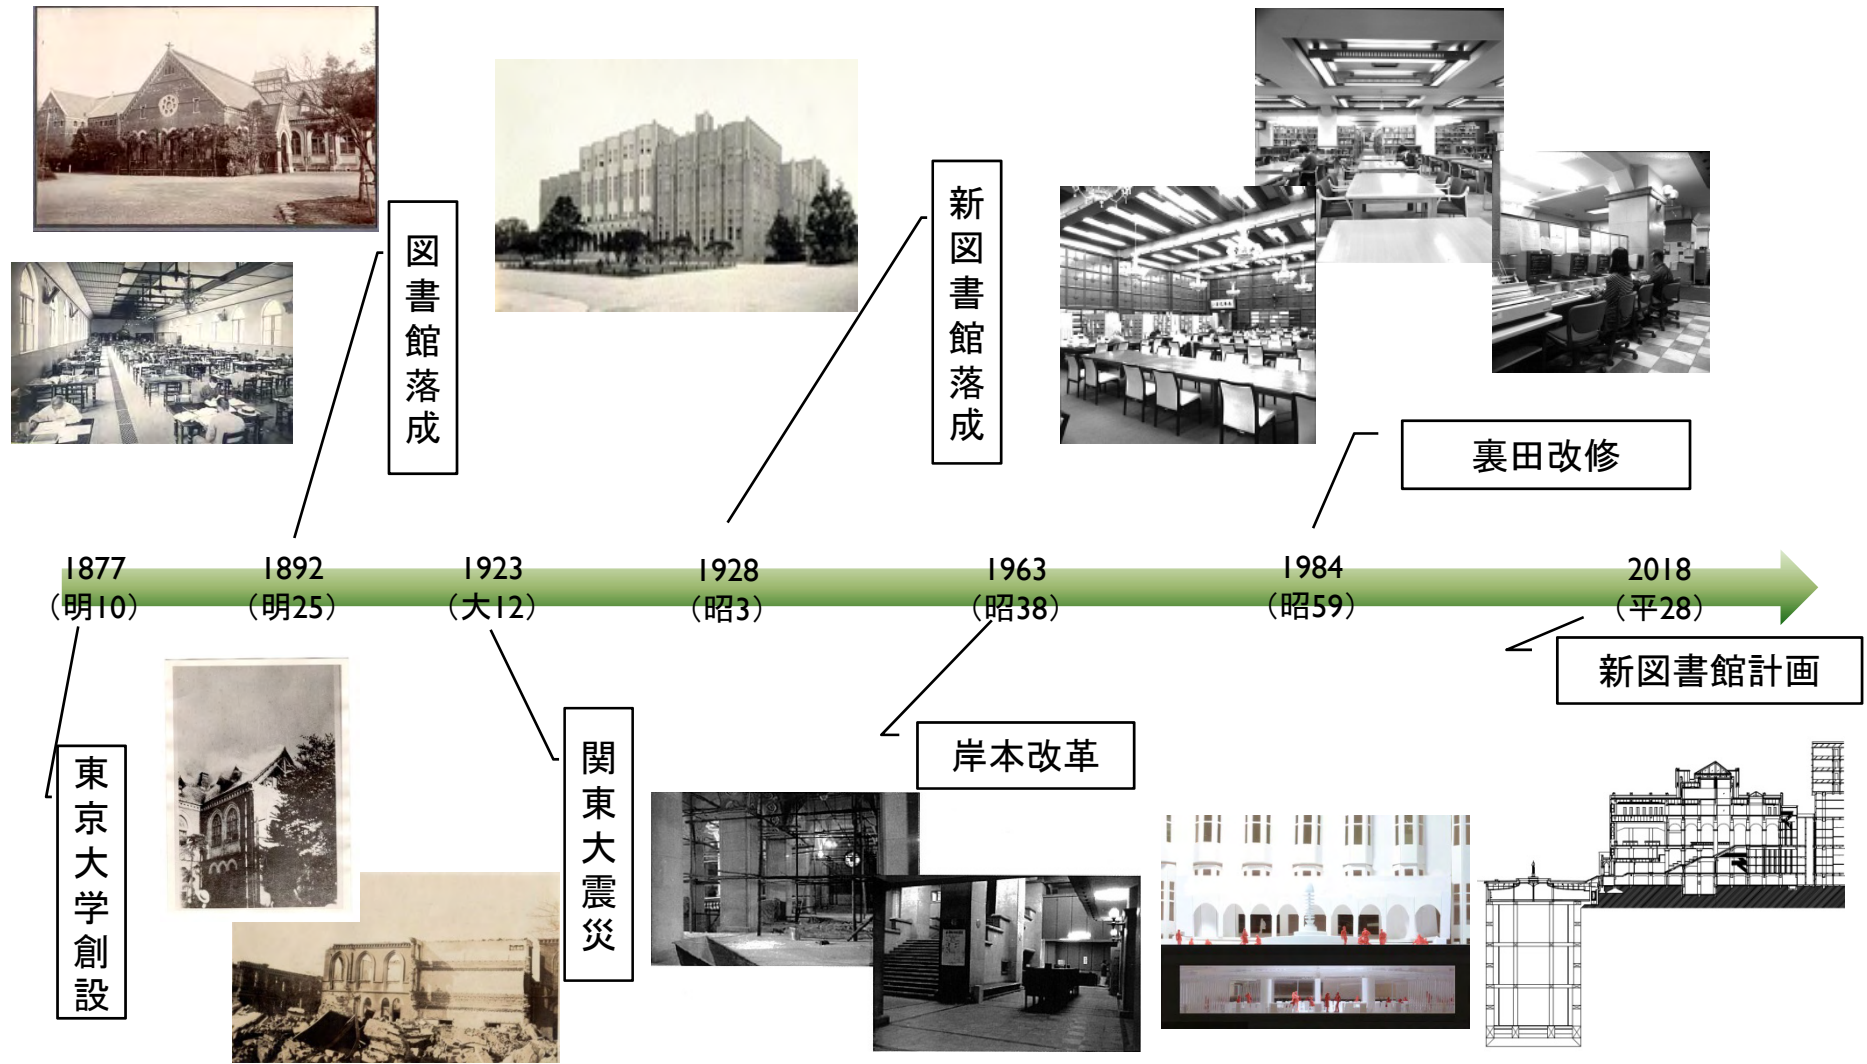 図書館落成
新図書館落成
裏田改修
1877
（明10）
1892
（明25）
1923
（大12）
1928
（昭3）
1963
（昭38）
1984
（昭59）
2018
（平28）
東京大学創設
関東大震災
岸本改革
新図書館計画